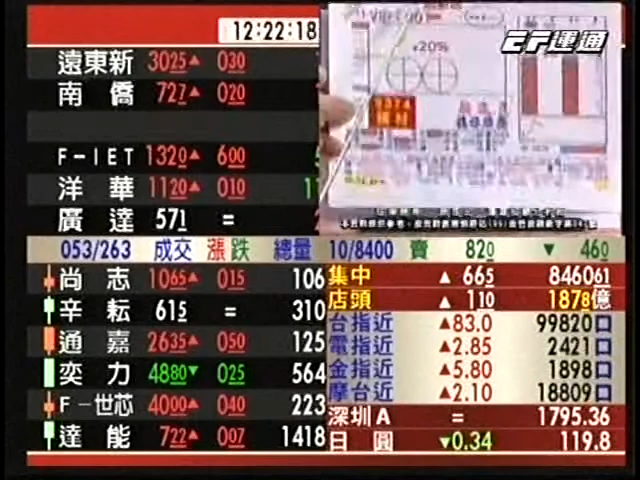 12:22:18
EF運通
±20%
遠東新 3025▲ 030
南僑 727▲ 020
F-IET 1320▲ 600
洋華 1120▲ 010
廣達 571 =
053/263 成交 漲跌 總量 10/8400 賣 820 ▼ 460
尚志 1065▲ 015 106
辛耘 615 = 310
通嘉 2635▲ 050 125
奕力 4880▼ 025 564
F-世芯 4000▲ 040 223
達能 722▲ 007 1418
集中 ▲ 665 846061
店頭 ▲ 110 1878億
台指近 ▲83.0 99820口
電指近 ▲2.85 2421口
金指近 ▲5.80 1898口
摩台近 ▲2.10 18809口
深圳A = 1795.36
日圓 ▼0.34 119.8